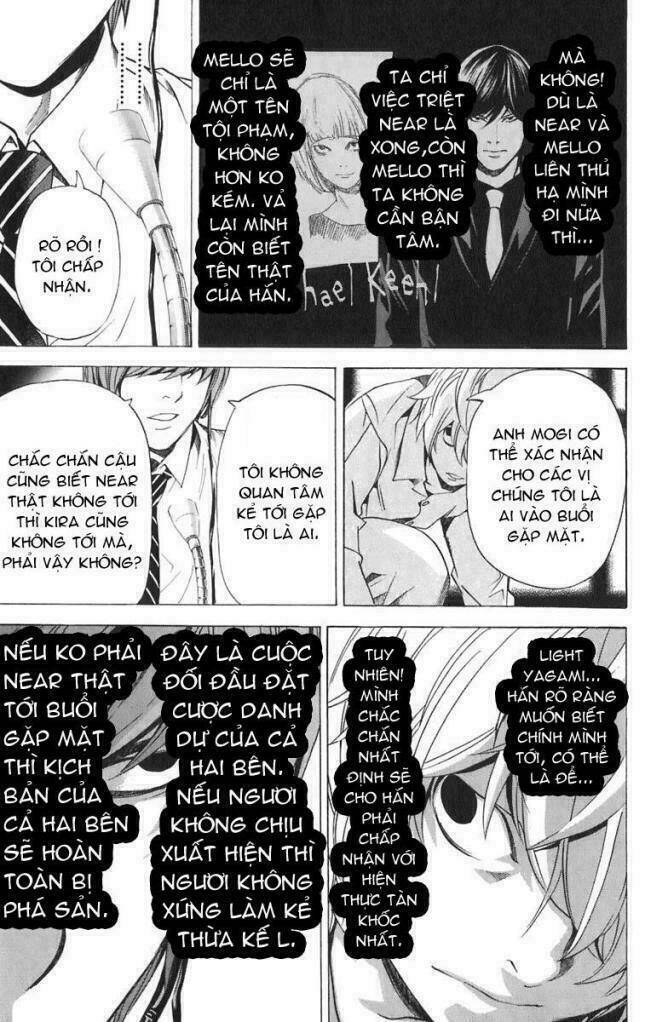 MÀ
KHÔNG!
DÙ LÀ
NEAR VÀ
MELLO
LIÊN THỦ
HẠ MÌNH
ĐI NỮA
THÌ...
TA CHỈ
VIỆC TRIỆT
NEAR LÀ
XONG,CÒN
MELLO THÌ
TA KHÔNG
CẦN BẬN
TÂM.
MELLO SẼ
CHỈ LÀ
MỘT TÊN
TỘI PHẠM,
KHÔNG
HƠN KO
KÉM. VẢ
LẠI MÌNH
CÒN BIẾT
TÊN THẬT
CỦA HẮN.
hael Kee
RÕ RỒI!
TÔI CHẤP
NHẬN.
ANH MOGI CÓ
THỂ XÁC NHẬN
CHO CÁC VỊ
CHÚNG TÔI LÀ
AI VÀO BUỔI
GẶP MẶT.
TÔI KHÔNG
QUAN TÂM
KẺ TỚI GẶP
TÔI LÀ AI.
CHẮC CHẮN CẬU
CŨNG BIẾT NEAR
THẬT KHÔNG TỚI
THÌ KIRA CŨNG
KHÔNG TỚI MÀ,
PHẢI VẬY KHÔNG?
LIGHT
YAGAMI...
HẮN RÕ RÀNG
MUỐN BIẾT
CHÍNH MÌNH
TỚI, CÓ THỂ
LÀ ĐỂ...
TUY
NHIÊN! MÌNH
CHẮC
CHẮN NHẤT
ĐỊNH SẼ
CHO HẮN
PHẢI
CHẤP
NHẬN VỚI
HIỆN
THỰC TÀN
KHỐC
NHẤT.
ĐÂY LÀ CUỘC
ĐỐI ĐẦU ĐẶT
CƯỢC DANH
DỰ CỦA CẢ
HAI BÊN.
NẾU NGƯƠI
KHÔNG CHỊU
XUẤT HIỆN THÌ
NGƯƠI KHÔNG
XỨNG LÀM KẺ
THỪA KẾ L.
NẾU KO PHẢI
NEAR THẬT
TỚI BUỔI
GẶP MẶT
THÌ KỊCH
BẢN CỦA
CẢ HAI BÊN
SẼ HOÀN
TOÀN BỊ
PHÁ SẢN.